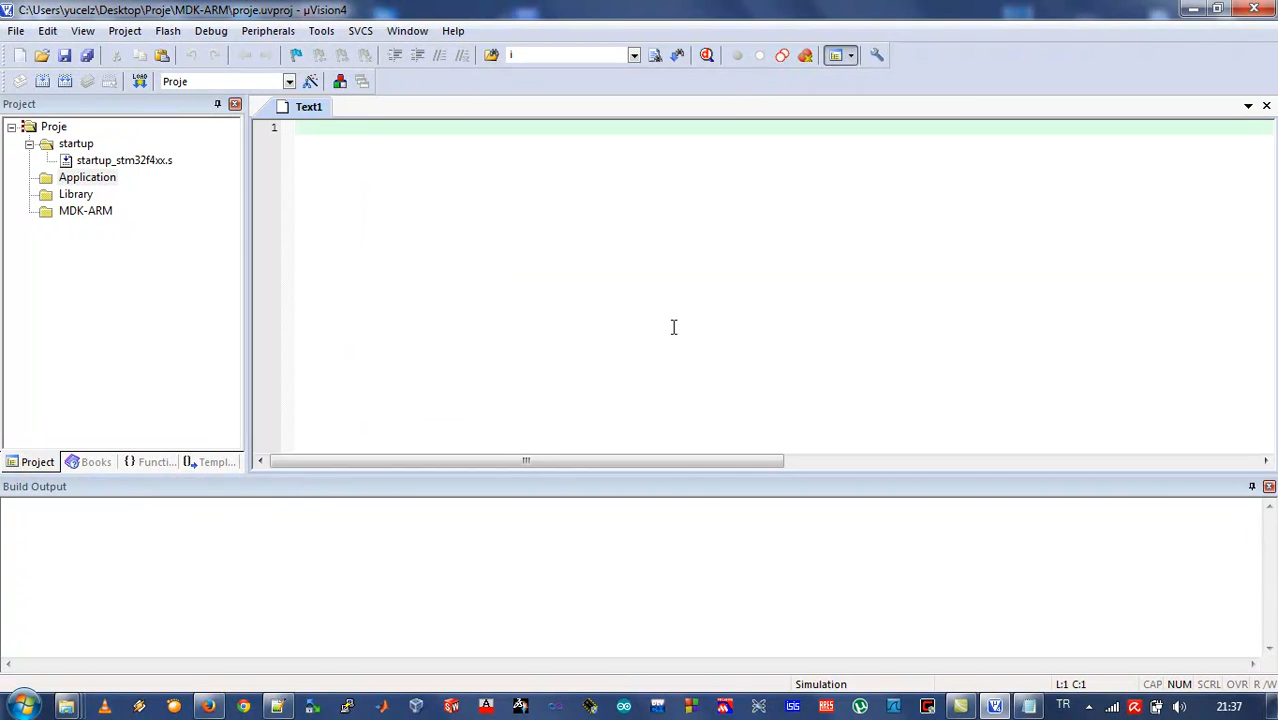 C:\Users\yucelz\Desktop\Proje\MDK-ARM\proje.uvproj - µVision4
File Edit View Project Flash Debug Peripherals Tools SVCS Window Help
i
LOAD Proje
Project
Text1
1
Proje
startup
startup_stm32f4xx.s
Application
Library
MDK-ARM
Project Books {} Functi... Templ...
Build Output
Simulation L:1 C:1 CAP NUM SCRL OVR R /W
TR 21:37